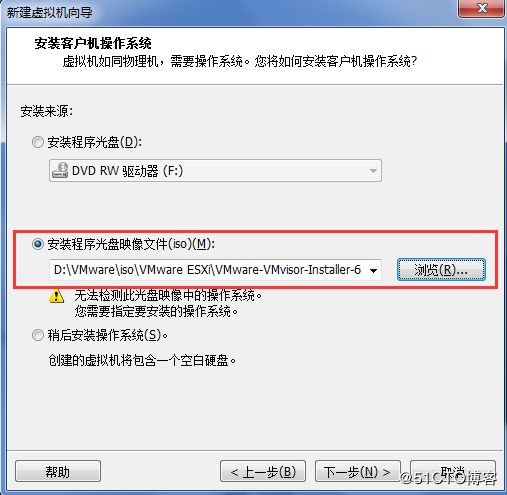 新建虚拟机向导
安装客户机操作系统
虚拟机如同物理机，需要操作系统。您将如何安装客户机操作系统?
安装来源:
安装程序光盘(D):
DVD RW 驱动器 (F:)
安装程序光盘映像文件(iso)(M):
D:\VMware\iso\VMware ESXi\VMware-VMvisor-Installer-6
浏览(R)...
无法检测此光盘映像中的操作系统。
您需要指定要安装的操作系统。
稍后安装操作系统(S)。
创建的虚拟机将包含一个空白硬盘。
帮助
< 上一步(B)
下一步(N) >
取消
@51CTO博客